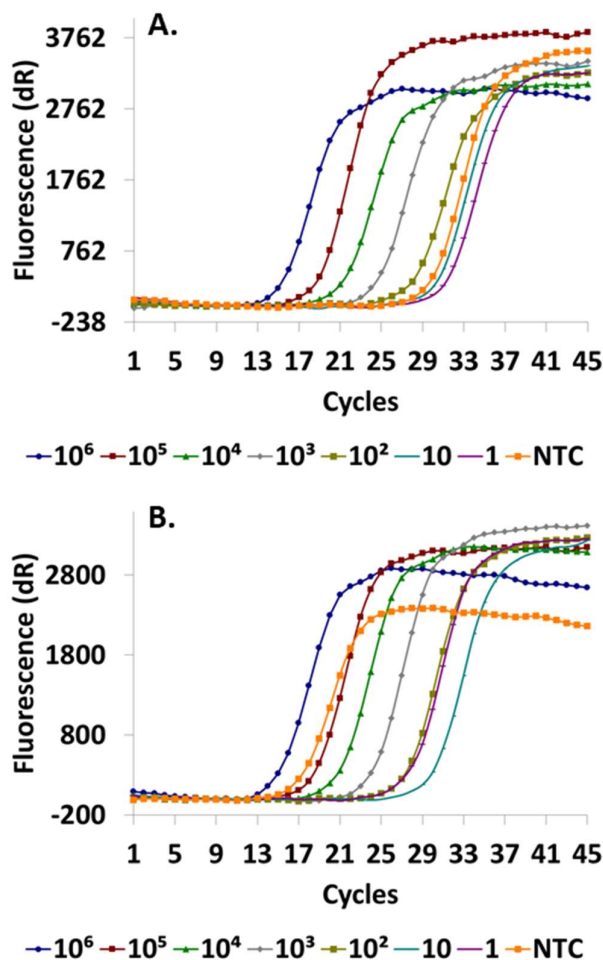 A.
Fluorescence (dR)
3762
2762
1762
762
-238
1 5 9 13 17 21 25 29 33 37 41 45
Cycles
10⁶ 10⁵ 10⁴ 10³ 10² 10 1 NTC
B.
Fluorescence (dR)
2800
1800
800
-200
1 5 9 13 17 21 25 29 33 37 41 45
Cycles
10⁶ 10⁵ 10⁴ 10³ 10² 10 1 NTC